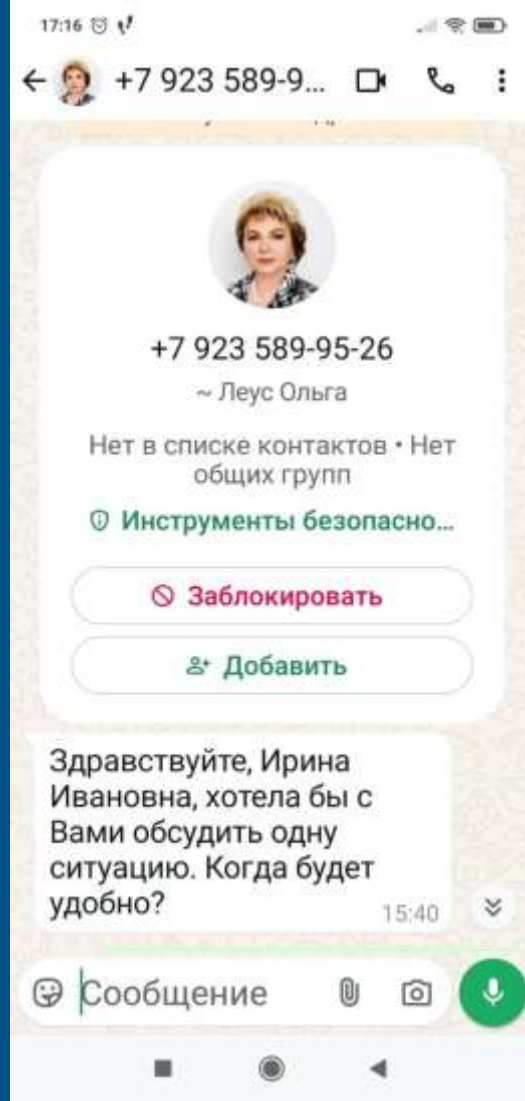 17:16
+7 923 589-9...
+7 923 589-95-26
~ Леус Ольга
Нет в списке контактов • Нет
общих групп
Инструменты безопасно...
Заблокировать
Добавить
Здравствуйте, Ирина
Ивановна, хотела бы с
Вами обсудить одну
ситуацию. Когда будет
удобно?
15:40
Сообщение